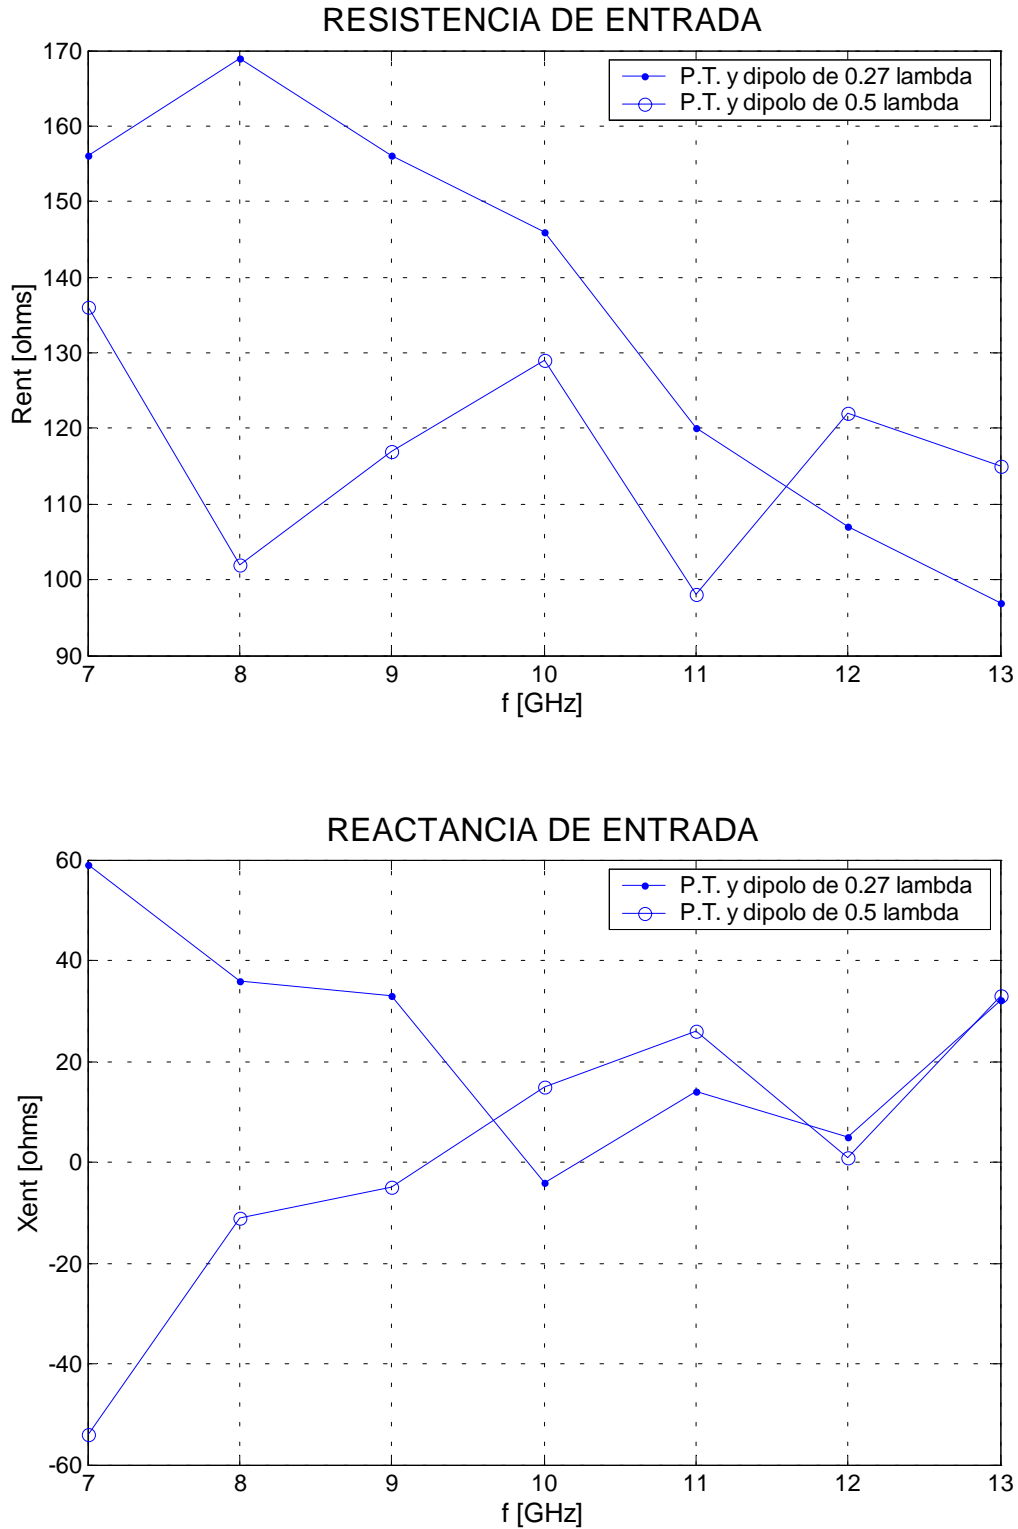 RESISTENCIA DE ENTRADA
170
160
150
140
130
120
110
100
90
Rent [ohms]
P.T. y dipolo de 0.27 lambda
P.T. y dipolo de 0.5 lambda
7 8 9 10 11 12 13
f [GHz]
REACTANCIA DE ENTRADA
60
40
20
0
-20
-40
-60
Xent [ohms]
P.T. y dipolo de 0.27 lambda
P.T. y dipolo de 0.5 lambda
7 8 9 10 11 12 13
f [GHz]